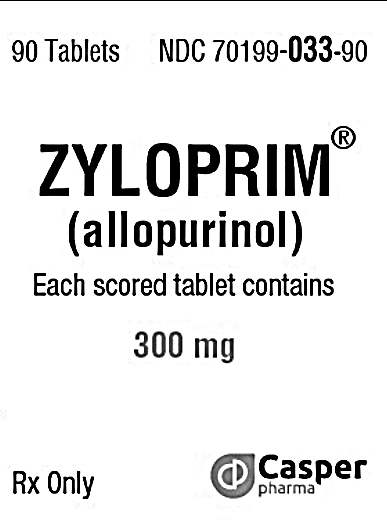 90 Tablets NDC 70199-033-90
ZYLOPRIM®
(allopurinol)
Each scored tablet contains
300 mg
Rx Only
Casper
pharma